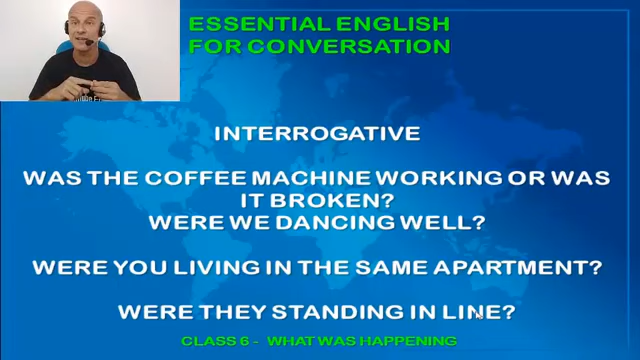 ESSENTIAL ENGLISH
FOR CONVERSATION
INTERROGATIVE
WAS THE COFFEE MACHINE WORKING OR WAS
IT BROKEN?
WERE WE DANCING WELL?
WERE YOU LIVING IN THE SAME APARTMENT?
WERE THEY STANDING IN LINE?
CLASS 6 - WHAT WAS HAPPENING